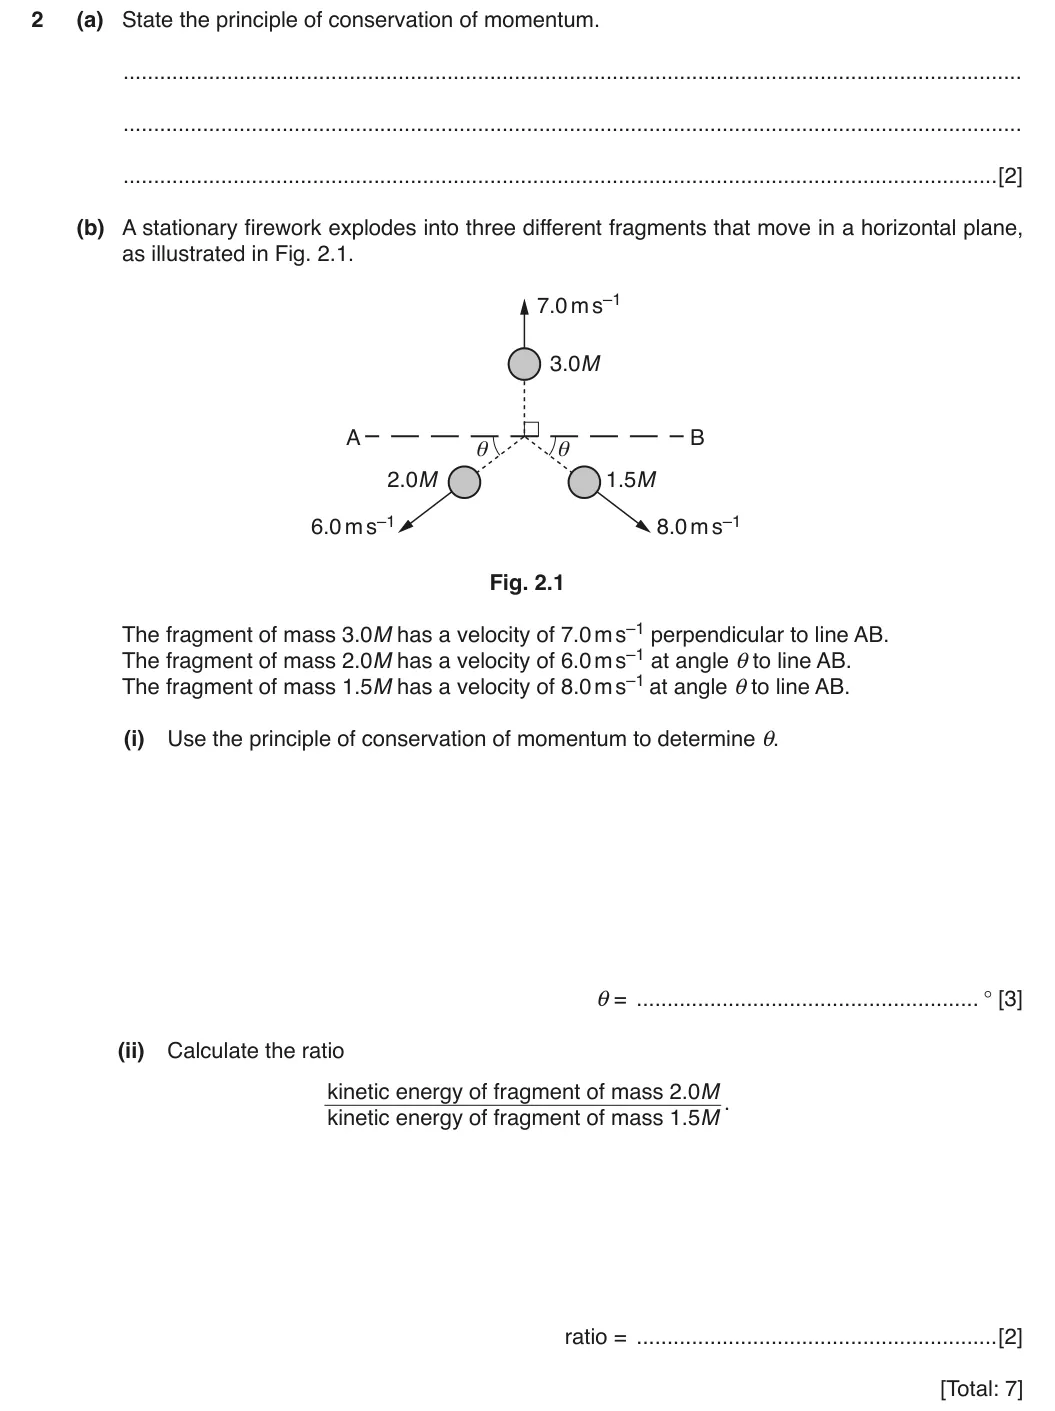 2 (a) State the principle of conservation of momentum.
..........................................................................................
..........................................................................................
..........................................................................................[2]
(b) A stationary firework explodes into three different fragments that move in a horizontal plane,
as illustrated in Fig. 2.1.
7.0 m s⁻¹
3.0M
A B
θ θ
2.0M 1.5M
6.0 m s⁻¹ 8.0 m s⁻¹
Fig. 2.1
The fragment of mass 3.0M has a velocity of 7.0 m s⁻¹ perpendicular to line AB.
The fragment of mass 2.0M has a velocity of 6.0 m s⁻¹ at angle θ to line AB.
The fragment of mass 1.5M has a velocity of 8.0 m s⁻¹ at angle θ to line AB.
(i) Use the principle of conservation of momentum to determine θ.
θ = ........................................................ ° [3]
(ii) Calculate the ratio
kinetic energy of fragment of mass 2.0M
kinetic energy of fragment of mass 1.5M.
ratio = ...........................................................[2]
[Total: 7]